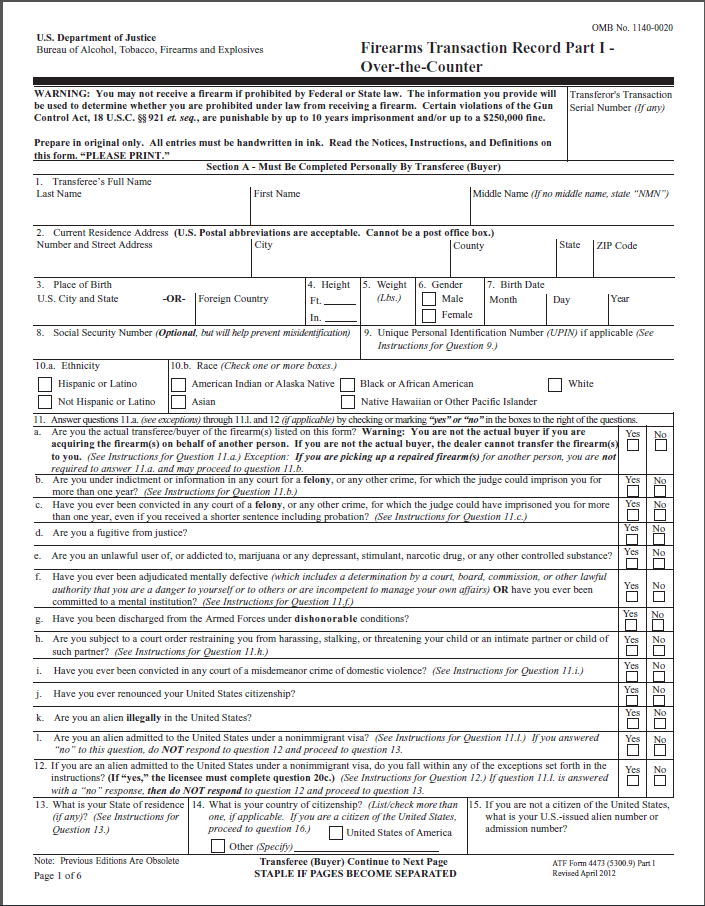 OMB No. 1140-0020
U.S. Department of Justice
Bureau of Alcohol, Tobacco, Firearms and Explosives
Firearms Transaction Record Part I -
Over-the-Counter
WARNING: You may not receive a firearm if prohibited by Federal or State law. The information you provide will
be used to determine whether you are prohibited under law from receiving a firearm. Certain violations of the Gun
Control Act, 18 U.S.C. §§ 921 et. seq., are punishable by up to 10 years imprisonment and/or up to a $250,000 fine.
Prepare in original only. All entries must be handwritten in ink. Read the Notices, Instructions, and Definitions on
this form. “PLEASE PRINT.”
Transferor's Transaction
Serial Number (If any)
Section A - Must Be Completed Personally By Transferee (Buyer)
1. Transferee's Full Name
Last Name
First Name
Middle Name (If no middle name, state “NMN”)
2. Current Residence Address (U.S. Postal abbreviations are acceptable. Cannot be a post office box.)
Number and Street Address
City
County
State
ZIP Code
3. Place of Birth
U.S. City and State
-OR-
Foreign Country
4. Height
Ft.
In.
5. Weight
(Lbs.)
6. Gender
Male
Female
7. Birth Date
Month
Day
Year
8. Social Security Number (Optional, but will help prevent misidentification)
9. Unique Personal Identification Number (UPIN) if applicable (See
Instructions for Question 9.)
10.a. Ethnicity
Hispanic or Latino
Not Hispanic or Latino
10.b. Race (Check one or more boxes.)
American Indian or Alaska Native
Black or African American
White
Asian
Native Hawaiian or Other Pacific Islander
11. Answer questions 11.a. (see exceptions) through 11.l. and 12 (if applicable) by checking or marking “yes” or “no” in the boxes to the right of the questions.
a. Are you the actual transferee/buyer of the firearm(s) listed on this form? Warning: You are not the actual buyer if you are
acquiring the firearm(s) on behalf of another person. If you are not the actual buyer, the dealer cannot transfer the firearm(s)
to you. (See Instructions for Question 11.a.) Exception: If you are picking up a repaired firearm(s) for another person, you are not
required to answer 11.a. and may proceed to question 11.b.
Yes No
b. Are you under indictment or information in any court for a felony, or any other crime, for which the judge could imprison you for
more than one year? (See Instructions for Question 11.b.)
Yes No
c. Have you ever been convicted in any court of a felony, or any other crime, for which the judge could have imprisoned you for more
than one year, even if you received a shorter sentence including probation? (See Instructions for Question 11.c.)
Yes No
d. Are you a fugitive from justice?
Yes No
e. Are you an unlawful user of, or addicted to, marijuana or any depressant, stimulant, narcotic drug, or any other controlled substance?
Yes No
f. Have you ever been adjudicated mentally defective (which includes a determination by a court, board, commission, or other lawful
authority that you are a danger to yourself or to others or are incompetent to manage your own affairs) OR have you ever been
committed to a mental institution? (See Instructions for Question 11.f.)
Yes No
g. Have you been discharged from the Armed Forces under dishonorable conditions?
Yes No
h. Are you subject to a court order restraining you from harassing, stalking, or threatening your child or an intimate partner or child of
such partner? (See Instructions for Question 11.h.)
Yes No
i. Have you ever been convicted in any court of a misdemeanor crime of domestic violence? (See Instructions for Question 11.i.)
Yes No
j. Have you ever renounced your United States citizenship?
Yes No
k. Are you an alien illegally in the United States?
Yes No
l. Are you an alien admitted to the United States under a nonimmigrant visa? (See Instructions for Question 11.l.) If you answered
“no” to this question, do NOT respond to question 12 and proceed to question 13.
Yes No
12. If you are an alien admitted to the United States under a nonimmigrant visa, do you fall within any of the exceptions set forth in the
instructions? (If “yes,” the licensee must complete question 20c.) (See Instructions for Question 12.) If question 11.l. is answered
with a “no” response, then do NOT respond to question 12 and proceed to question 13.
Yes No
13. What is your State of residence
(if any)? (See Instructions for
Question 13.)
14. What is your country of citizenship? (List/check more than
one, if applicable. If you are a citizen of the United States,
proceed to question 16.)
United States of America
Other (Specify)
15. If you are not a citizen of the United States,
what is your U.S.-issued alien number or
admission number?
Note: Previous Editions Are Obsolete
Page 1 of 6
Transferee (Buyer) Continue to Next Page
STAPLE IF PAGES BECOME SEPARATED
ATF Form 4473 (5300.9) Part I
Revised April 2012